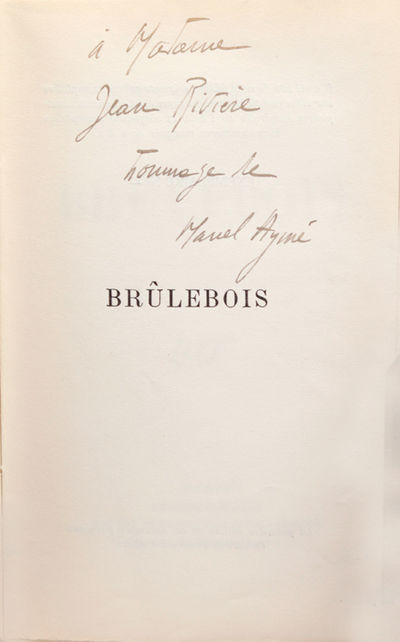 à Madame
Jean Rivière
hommage de
Marcel Aymé
BRÛLEBOIS